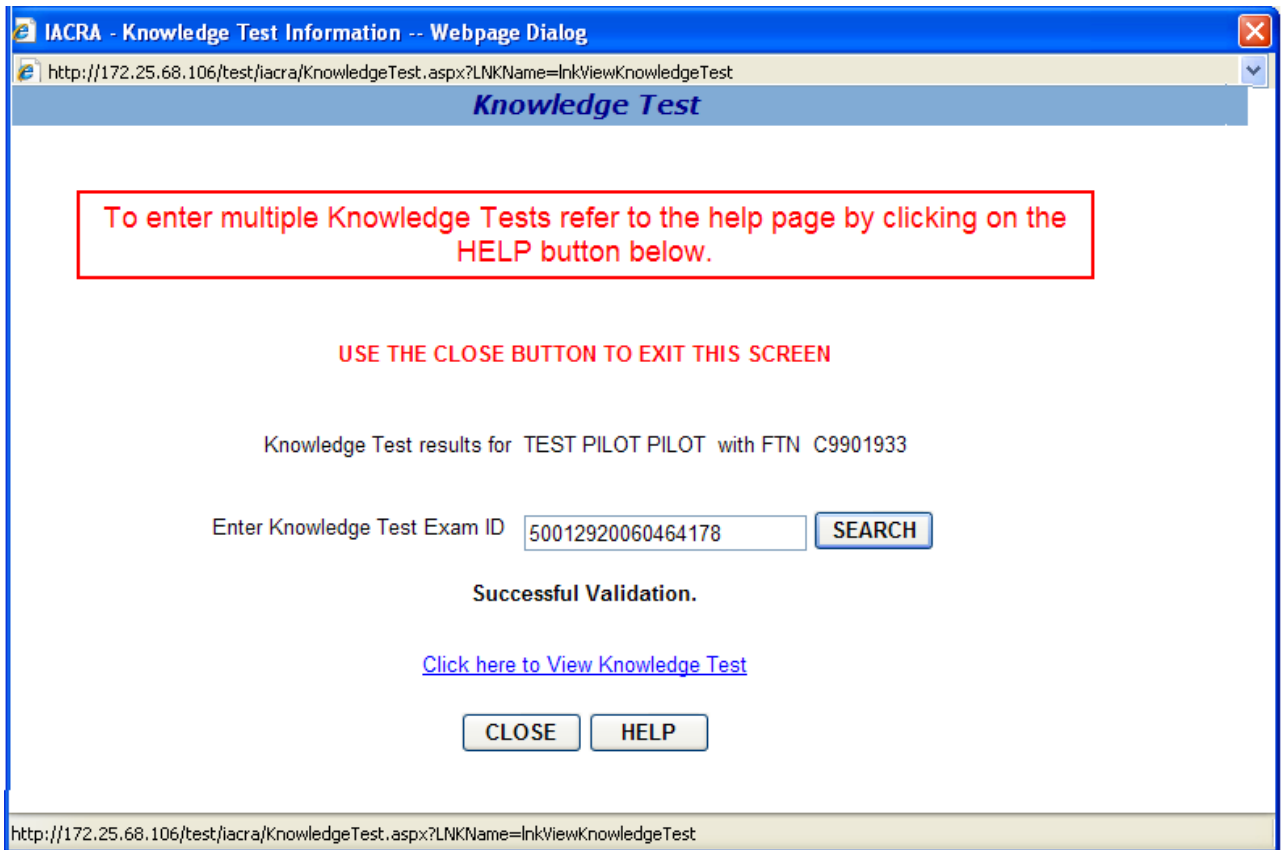 IACRA - Knowledge Test Information -- Webpage Dialog
http://172.25.68.106/test/iacra/KnowledgeTest.aspx?LNKName=lnkViewKnowledgeTest
Knowledge Test
To enter multiple Knowledge Tests refer to the help page by clicking on the
HELP button below.
USE THE CLOSE BUTTON TO EXIT THIS SCREEN
Knowledge Test results for TEST PILOT PILOT with FTN C9901933
Enter Knowledge Test Exam ID 50012920060464178 SEARCH
Successful Validation.
Click here to View Knowledge Test
CLOSE HELP
http://172.25.68.106/test/iacra/KnowledgeTest.aspx?LNKName=lnkViewKnowledgeTest